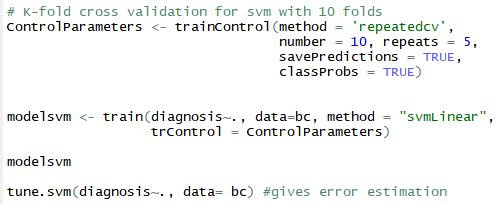 # K-fold cross validation for svm with 10 folds
ControlParameters <- trainControl(method = 'repeatedcv',
number = 10, repeats = 5,
savePredictions = TRUE,
classProbs = TRUE)
modelsvm <- train(diagnosis~., data=bc, method = "svmLinear",
trControl = ControlParameters)
modelsvm
tune.svm(diagnosis~., data= bc) #gives error estimation